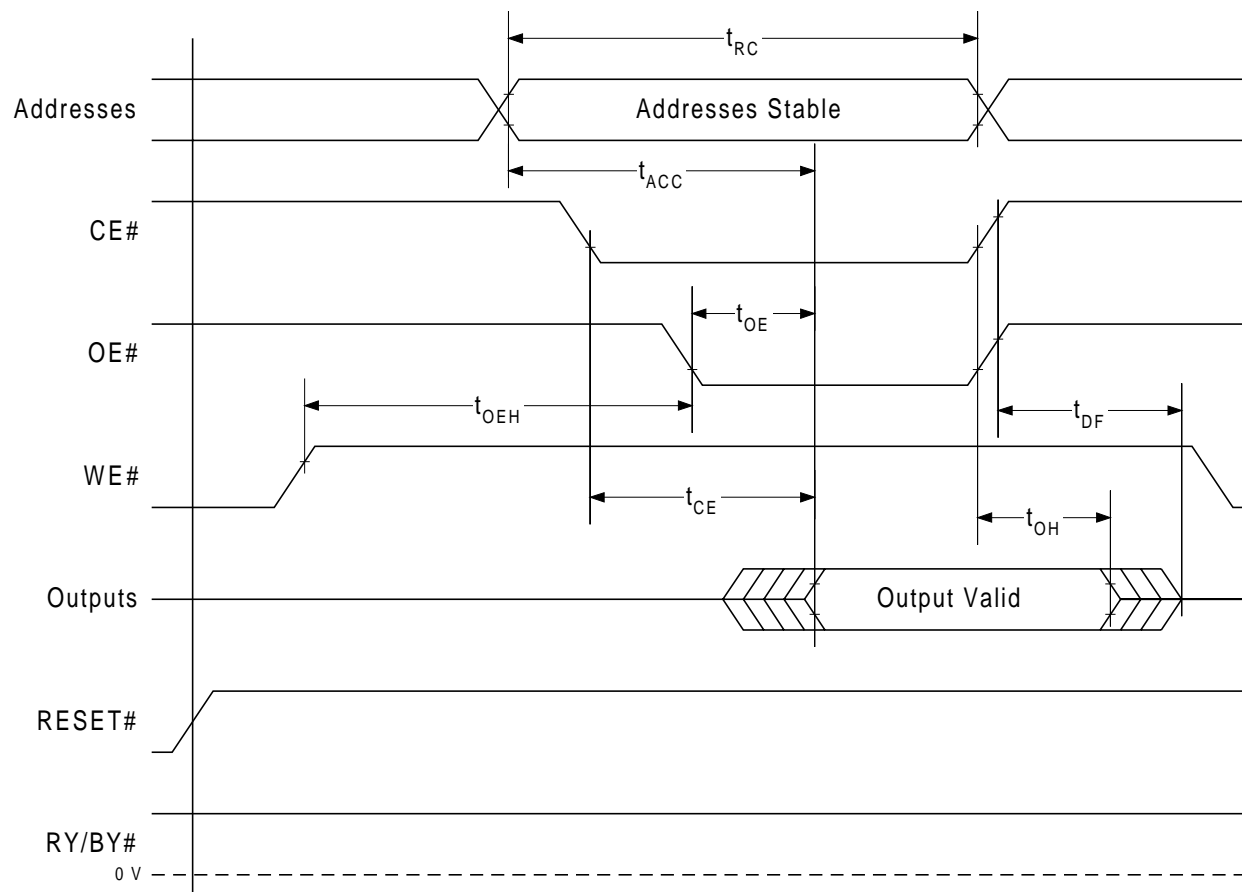 tRC
Addresses
Addresses Stable
tACC
CE#
tOE
OE#
tOEH
tDF
WE#
tCE
tOH
Outputs
Output Valid
RESET#
RY/BY#
0 V